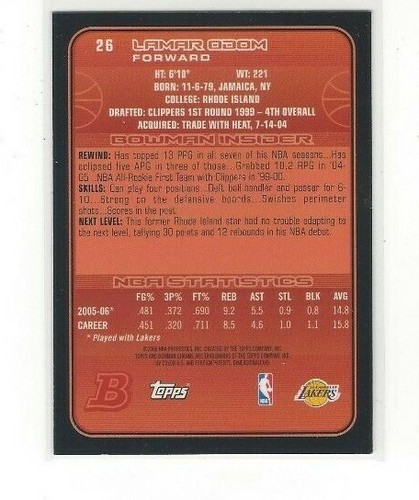 26 LAMAR ODOM
FORWARD
HT: 6'10" WT: 221
BORN: 11-6-79, JAMAICA, NY
COLLEGE: RHODE ISLAND
DRAFTED: CLIPPERS 1ST ROUND 1999 – 4TH OVERALL
ACQUIRED: TRADE WITH HEAT, 7-14-04
BOWMAN INSIDER
REWIND: Has topped 13 PPG in all seven of his NBA seasons...Has
eclipsed five APG in three of those...Grabbed 10.2 RPG in '04-
05...NBA All-Rookie First Team with Clippers in '99-00.
SKILLS: Can play four positions...Deft ball handler and passer for 6-
10...Strong to the defensive boards...Swishes perimeter
shots...Scores in the post.
NEXT LEVEL: This former Rhode Island star had no trouble adapting to
the next level, tallying 30 points and 12 rebounds in his NBA debut.
NBA STATISTICS
FG% 3P% FT% REB AST STL BLK AVG
2005-06* .481 .372 .690 9.2 5.5 0.9 0.8 14.8
CAREER .451 .320 .711 8.5 4.6 1.0 1.1 15.8
* Played with Lakers
B Topps NBA LAKERS